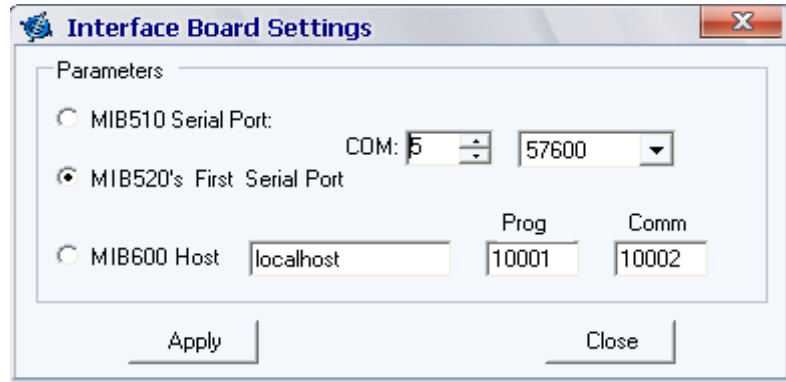 Interface Board Settings
Parameters
MIB510 Serial Port:
COM: 5 57600
MIB520's First Serial Port
Prog Comm
MIB600 Host localhost 10001 10002
Apply Close